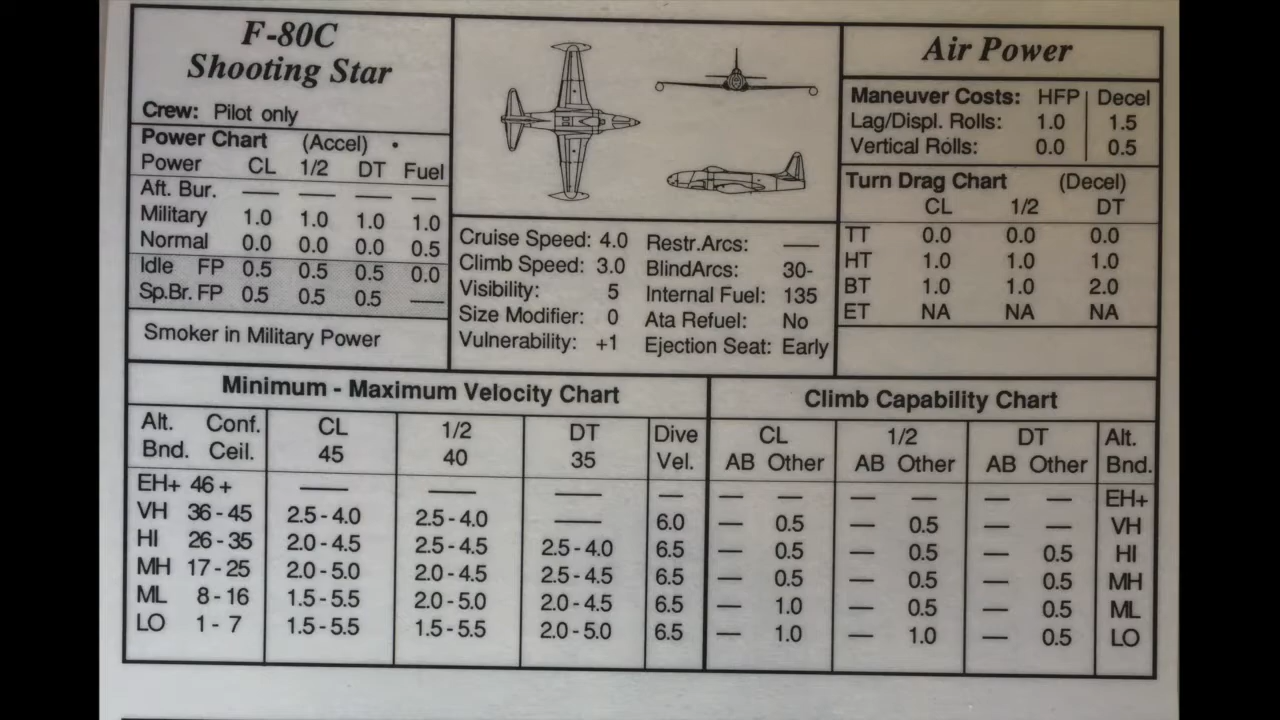 F-80C
Shooting Star
Crew: Pilot only
Power Chart (Accel) •
Power CL 1/2 DT Fuel
Aft. Bur. — — — —
Military 1.0 1.0 1.0 1.0
Normal 0.0 0.0 0.0 0.5
Idle FP 0.5 0.5 0.5 0.0
Sp.Br. FP 0.5 0.5 0.5 —
Smoker in Military Power
Cruise Speed: 4.0
Climb Speed: 3.0
Visibility: 5
Size Modifier: 0
Vulnerability: +1
Restr.Arcs: —
BlindArcs: 30-
Internal Fuel: 135
Ata Refuel: No
Ejection Seat: Early
Air Power
Maneuver Costs: HFP Decel
Lag/Displ. Rolls: 1.0 1.5
Vertical Rolls: 0.0 0.5
Turn Drag Chart (Decel)
CL 1/2 DT
TT 0.0 0.0 0.0
HT 1.0 1.0 1.0
BT 1.0 1.0 2.0
ET NA NA NA
Minimum - Maximum Velocity Chart
Alt. Conf. CL 1/2 DT Dive
Bnd. Ceil. 45 40 35 Vel.
EH+ 46 + — — — —
VH 36 - 45 2.5 - 4.0 2.5 - 4.0 — 6.0
HI 26 - 35 2.0 - 4.5 2.5 - 4.5 2.5 - 4.0 6.5
MH 17 - 25 2.0 - 5.0 2.0 - 4.5 2.5 - 4.5 6.5
ML 8 - 16 1.5 - 5.5 2.0 - 5.0 2.0 - 4.5 6.5
LO 1 - 7 1.5 - 5.5 1.5 - 5.5 2.0 - 5.0 6.5
Climb Capability Chart
CL 1/2 DT Alt.
AB Other AB Other AB Other Bnd.
— — — — — — EH+
— 0.5 — 0.5 — — VH
— 0.5 — 0.5 — 0.5 HI
— 0.5 — 0.5 — 0.5 MH
— 1.0 — 0.5 — 0.5 ML
— 1.0 — 1.0 — 0.5 LO